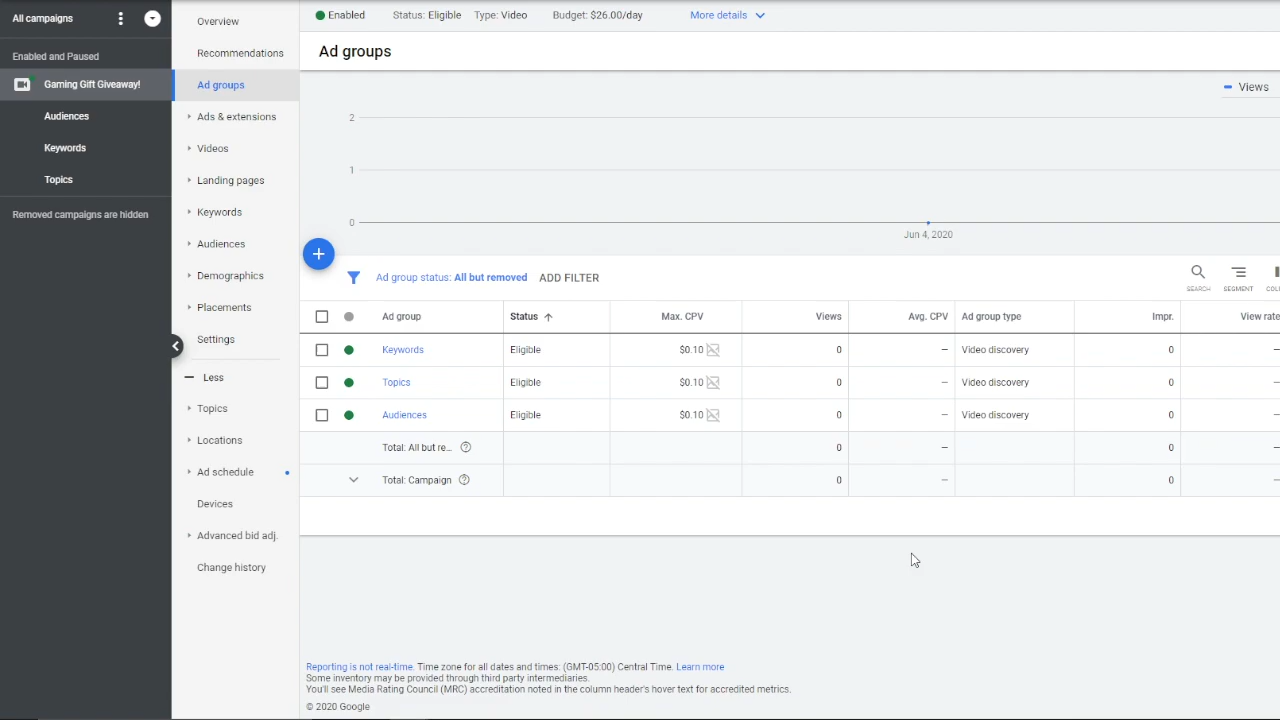 All campaigns
Enabled and Paused
Gaming Gift Giveaway!
Audiences
Keywords
Topics
Removed campaigns are hidden
Overview
Recommendations
Ad groups
Ads & extensions
Videos
Landing pages
Keywords
Audiences
Demographics
Placements
Settings
Less
Topics
Locations
Ad schedule
Devices
Advanced bid adj.
Change history
Enabled Status: Eligible Type: Video Budget: $26.00/day More details
Ad groups
Views
2
1
0
Jun 4, 2020
Ad group status: All but removed ADD FILTER
SEARCH SEGMENT COLU
Ad group Status Max. CPV Views Avg. CPV Ad group type Impr. View rate
Keywords Eligible $0.10 0 – Video discovery 0 –
Topics Eligible $0.10 0 – Video discovery 0 –
Audiences Eligible $0.10 0 – Video discovery 0 –
Total: All but re... 0 – 0 –
Total: Campaign 0 – 0 –
Reporting is not real-time. Time zone for all dates and times: (GMT-05:00) Central Time. Learn more
Some inventory may be provided through third party intermediaries.
You'll see Media Rating Council (MRC) accreditation noted in the column header's hover text for accredited metrics.
© 2020 Google